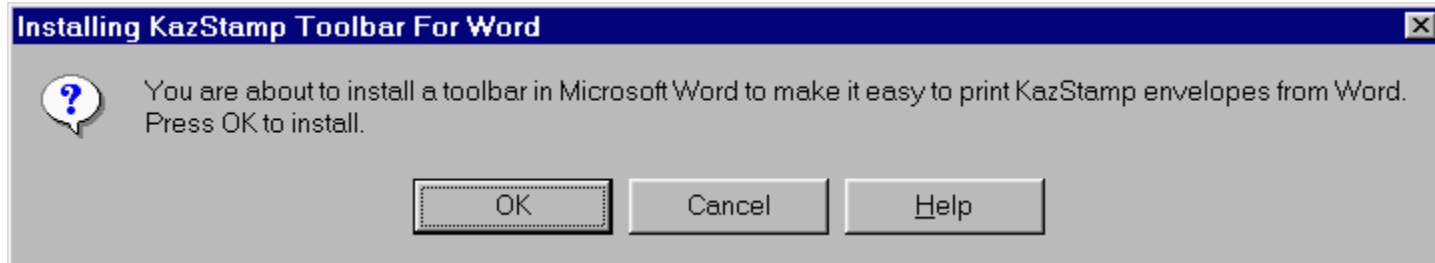 Installing KazStamp Toolbar For Word
You are about to install a toolbar in Microsoft Word to make it easy to print KazStamp envelopes from Word.
Press OK to install.
OK
Cancel
Help